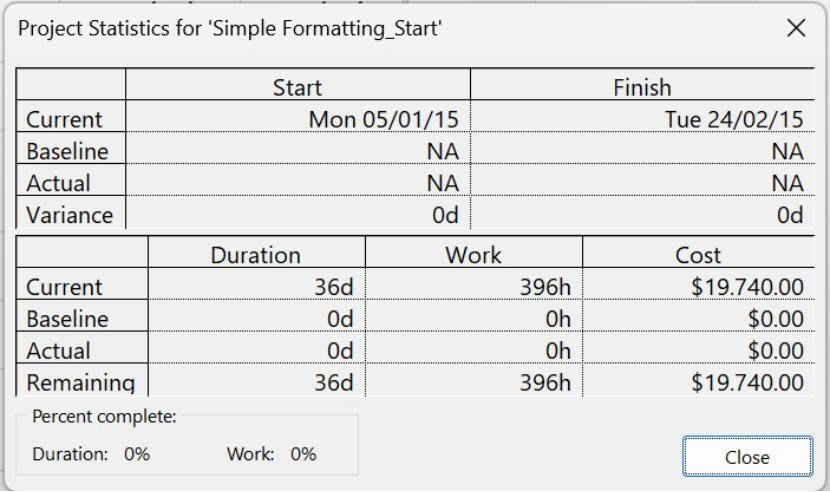 Project Statistics for 'Simple Formatting_Start'
Start Finish
Current Mon 05/01/15 Tue 24/02/15
Baseline NA NA
Actual NA NA
Variance 0d 0d
Duration Work Cost
Current 36d 396h $19.740.00
Baseline 0d 0h $0.00
Actual 0d 0h $0.00
Remaining 36d 396h $19.740.00
Percent complete:
Duration: 0% Work: 0%
Close